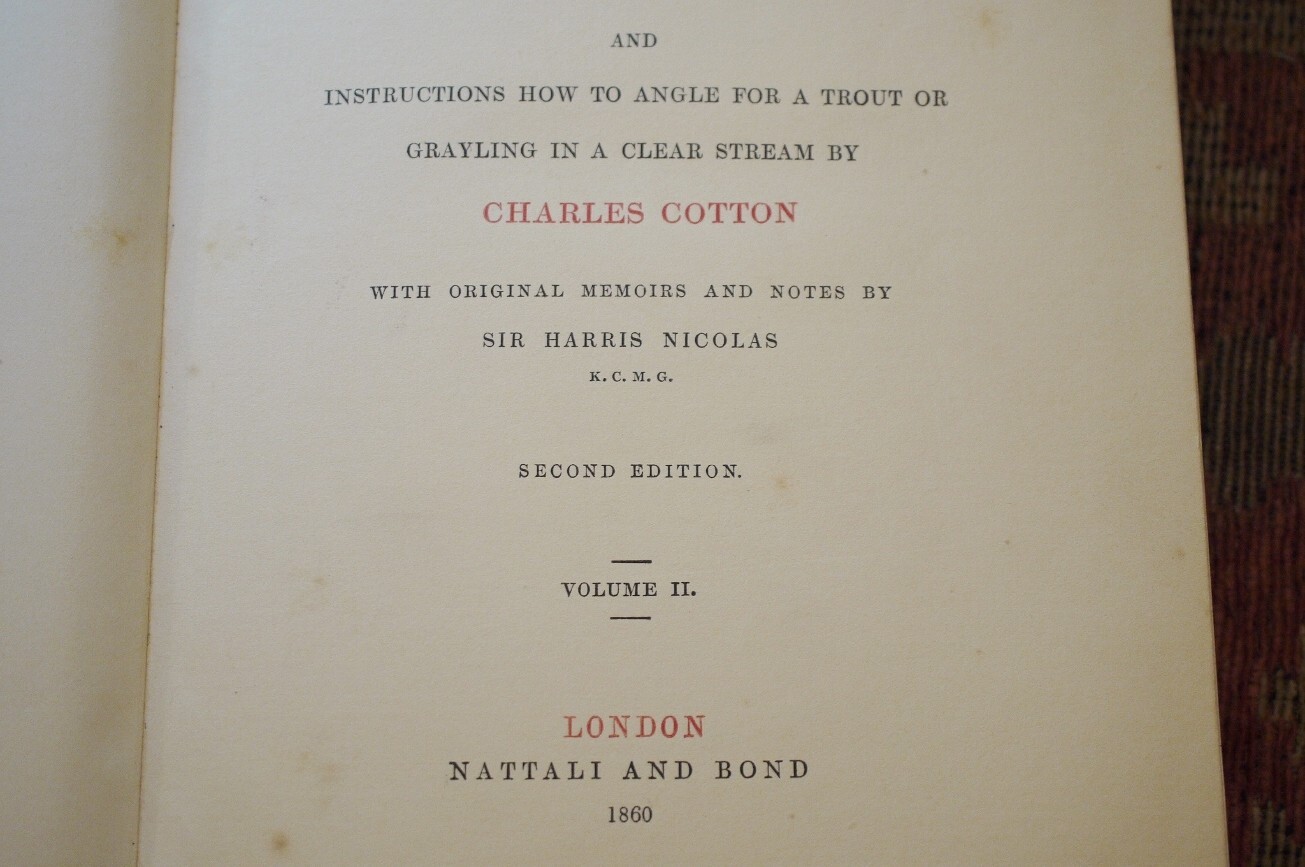 AND
INSTRUCTIONS HOW TO ANGLE FOR A TROUT OR
GRAYLING IN A CLEAR STREAM BY
CHARLES COTTON
WITH ORIGINAL MEMOIRS AND NOTES BY
SIR HARRIS NICOLAS
K. C. M. G.
SECOND EDITION.
VOLUME II.
LONDON
NATTALI AND BOND
1860